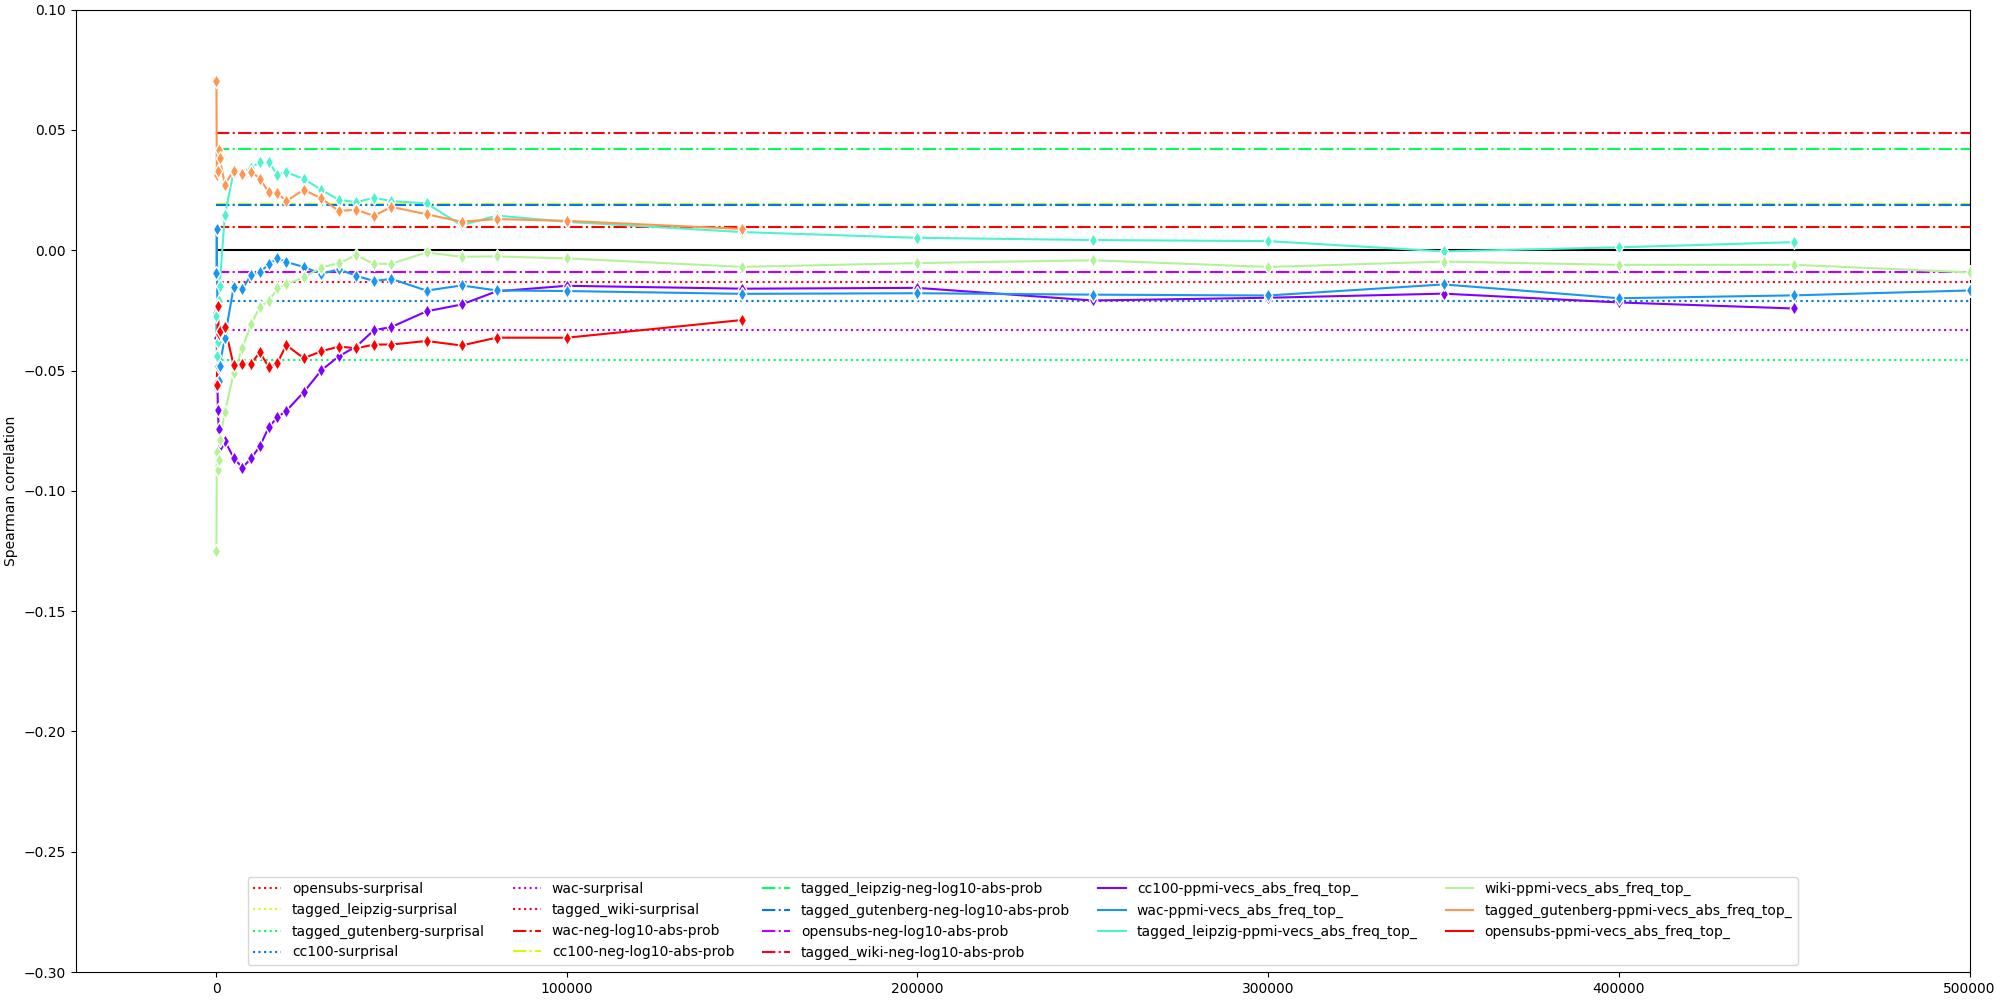 0.10
0.05
0.00
−0.05
−0.10
−0.15
−0.20
−0.25
−0.30
Spearman correlation
0
100000
200000
300000
400000
500000
opensubs-surprisal
tagged_leipzig-surprisal
tagged_gutenberg-surprisal
cc100-surprisal
wac-surprisal
tagged_wiki-surprisal
wac-neg-log10-abs-prob
cc100-neg-log10-abs-prob
tagged_leipzig-neg-log10-abs-prob
tagged_gutenberg-neg-log10-abs-prob
opensubs-neg-log10-abs-prob
tagged_wiki-neg-log10-abs-prob
cc100-ppmi-vecs_abs_freq_top_
wac-ppmi-vecs_abs_freq_top_
tagged_leipzig-ppmi-vecs_abs_freq_top_
wiki-ppmi-vecs_abs_freq_top_
tagged_gutenberg-ppmi-vecs_abs_freq_top_
opensubs-ppmi-vecs_abs_freq_top_